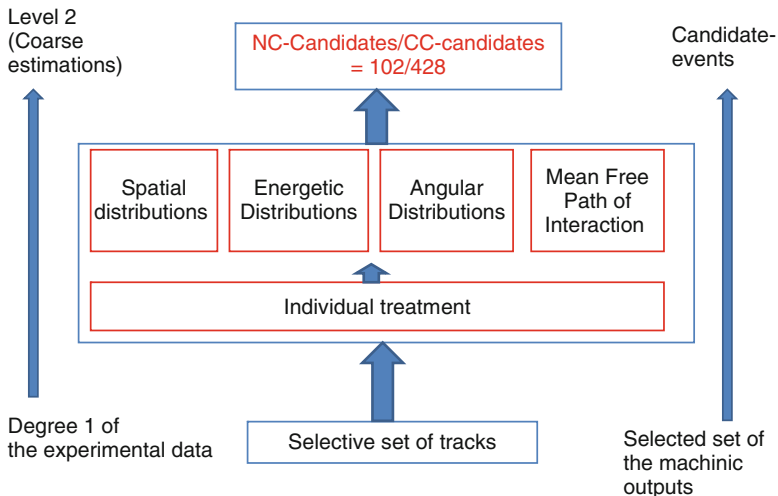 Level 2
(Coarse
estimations)
NC-Candidates/CC-candidates
= 102/428
Candidate-
events
Spatial
distributions
Energetic
Distributions
Angular
Distributions
Mean Free
Path of
Interaction
Individual treatment
Degree 1 of
the experimental data
Selective set of tracks
Selected set of
the machinic
outputs